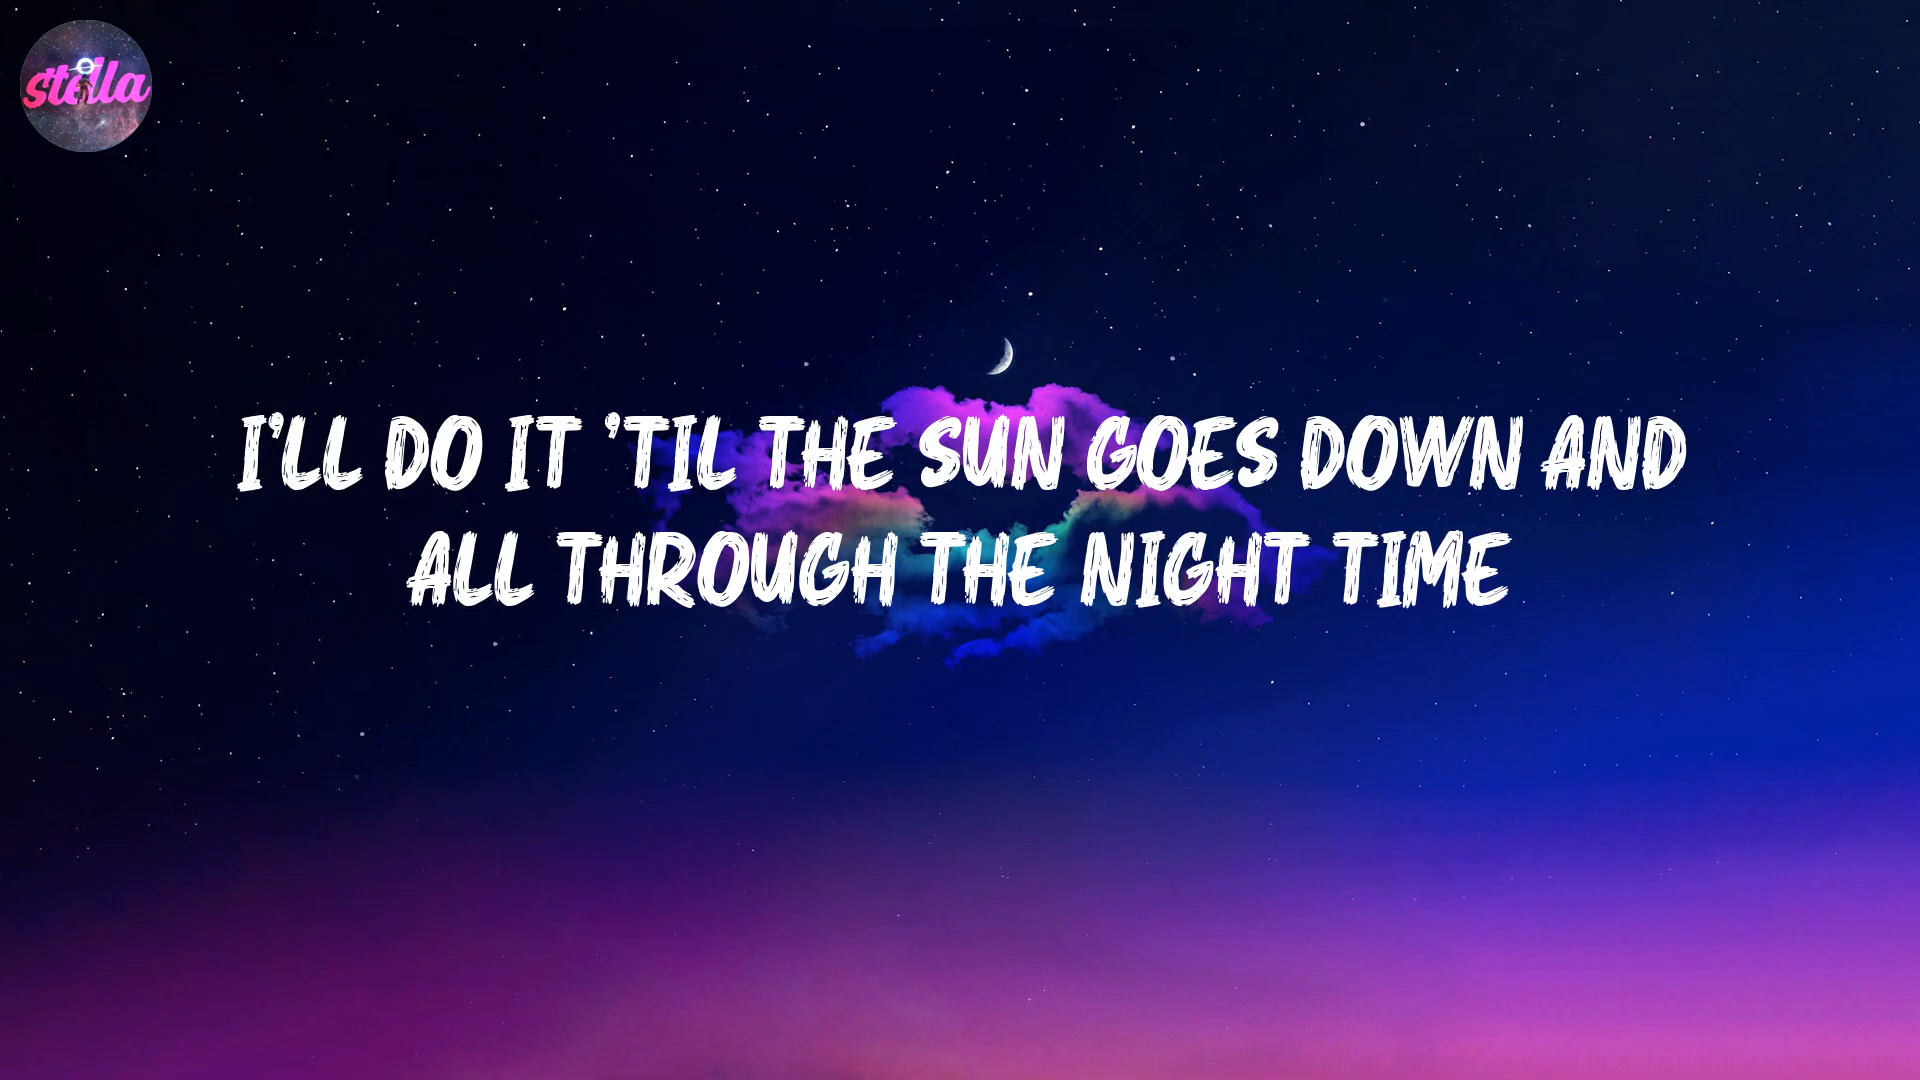 stella
I'LL DO IT 'TIL THE SUN GOES DOWN AND
ALL THROUGH THE NIGHT TIME